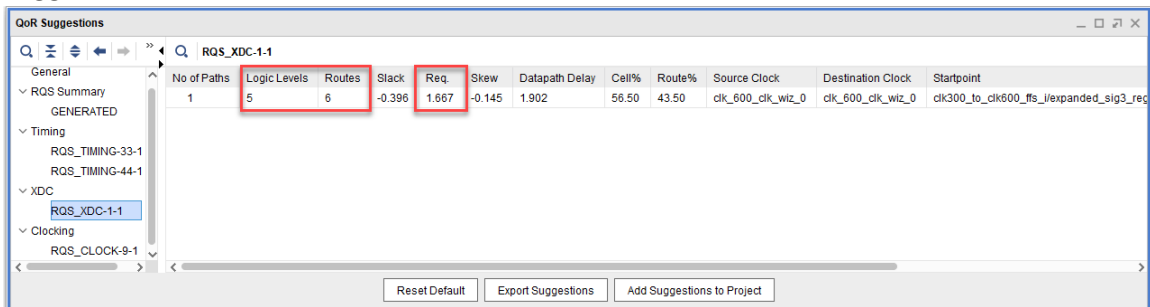 QoR Suggestions
RQS_XDC-1-1
General
RQS Summary
GENERATED
Timing
RQS_TIMING-33-1
RQS_TIMING-44-1
XDC
RQS_XDC-1-1
Clocking
RQS_CLOCK-9-1
No of Paths Logic Levels Routes Slack Req. Skew Datapath Delay Cell% Route% Source Clock Destination Clock Startpoint
1 5 6 -0.396 1.667 -0.145 1.902 56.50 43.50 clk_600_clk_wiz_0 clk_600_clk_wiz_0 clk300_to_clk600_ffs_i/expanded_sig3_reg
Reset Default Export Suggestions Add Suggestions to Project